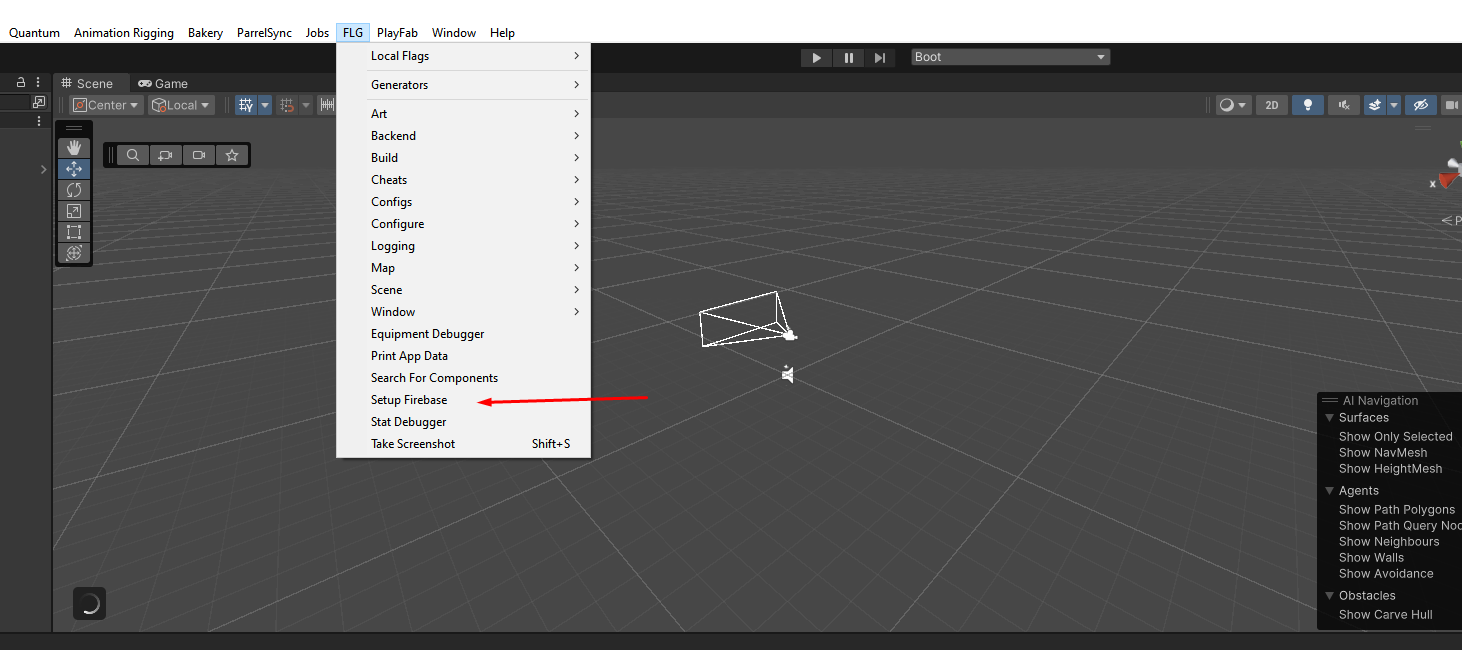 Quantum Animation Rigging Bakery ParrelSync Jobs FLG PlayFab Window Help
Boot
Scene Game
Center Local
2D
Local Flags
Generators
Art
Backend
Build
Cheats
Configs
Configure
Logging
Map
Scene
Window
Equipment Debugger
Print App Data
Search For Components
Setup Firebase
Stat Debugger
Take Screenshot Shift+S
x
AI Navigation
Surfaces
Show Only Selected
Show NavMesh
Show HeightMesh
Agents
Show Path Polygons
Show Path Query Noc
Show Neighbours
Show Walls
Show Avoidance
Obstacles
Show Carve Hull